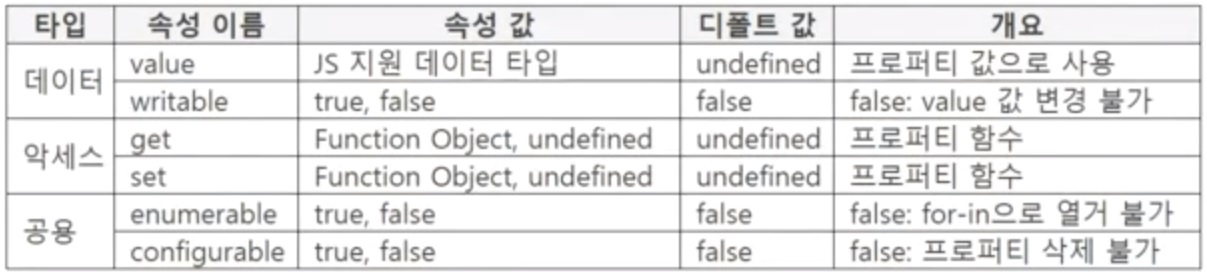 타입 속성 이름 속성 값 디폴트 값 개요
데이터 value JS 지원 데이터 타입 undefined 프로퍼티 값으로 사용
writable true, false false false: value 값 변경 불가
악세스 get Function Object, undefined undefined 프로퍼티 함수
set Function Object, undefined undefined 프로퍼티 함수
공용 enumerable true, false false false: for-in으로 열거 불가
configurable true, false false false: 프로퍼티 삭제 불가